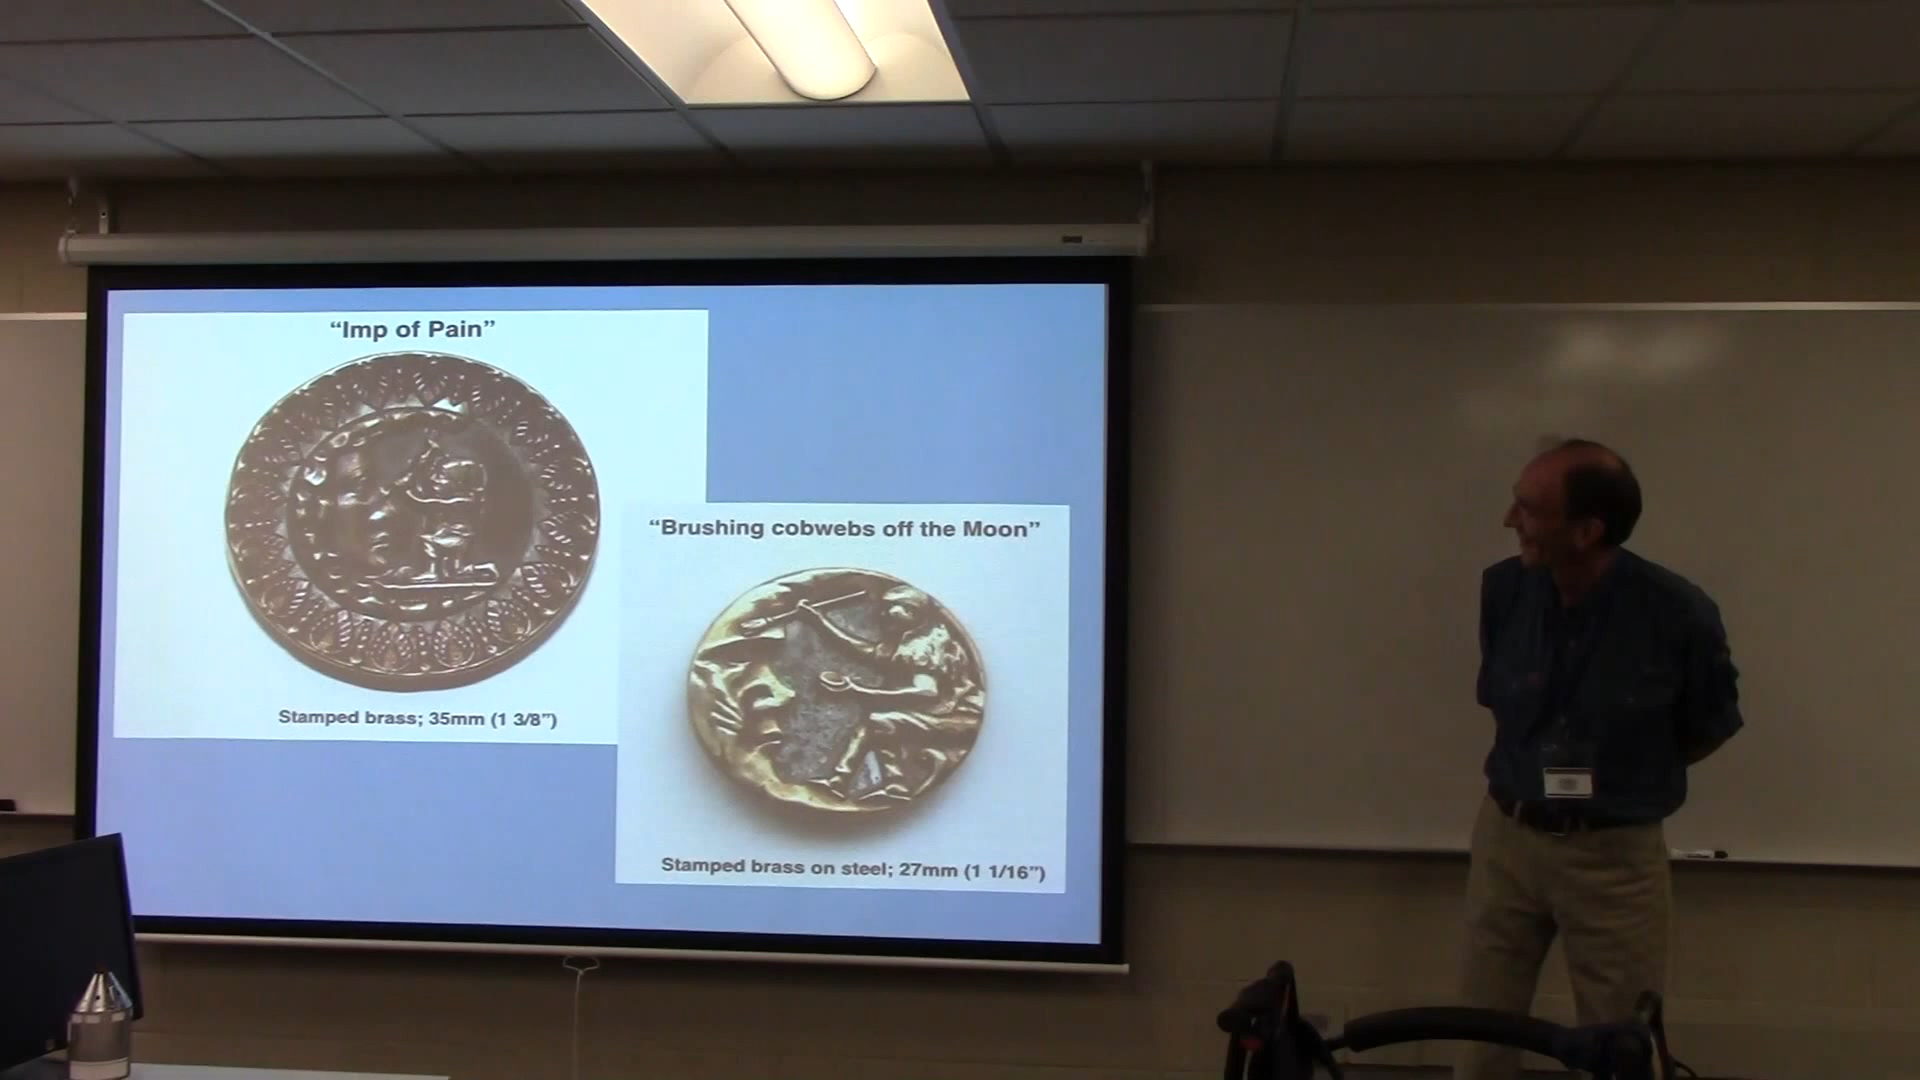 “Imp of Pain”
Stamped brass; 35mm (1 3/8”)
“Brushing cobwebs off the Moon”
Stamped brass on steel; 27mm (1 1/16”)